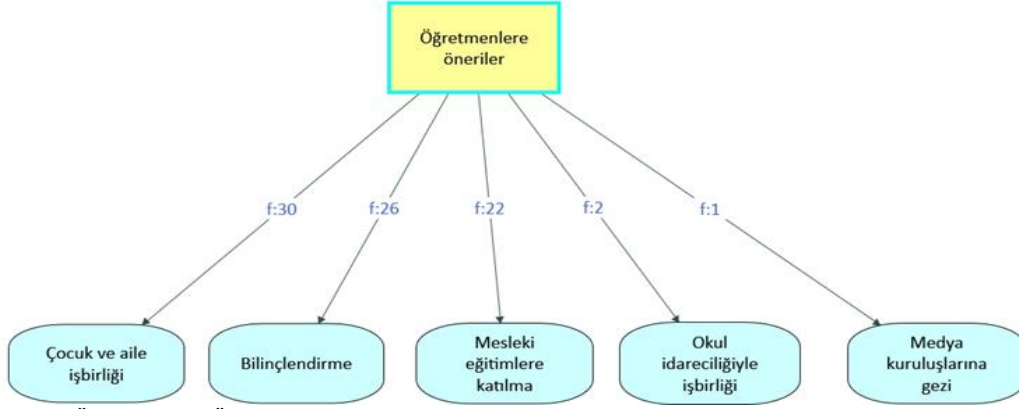 Öğretmenlere
öneriler
f:30
f:26
f:22
f:2
f:1
Çocuk ve aile
işbirliği
Bilinçlendirme
Mesleki
eğitimlere
katılma
Okul
idareciliğiyle
işbirliği
Medya
kuruluşlarına
gezi